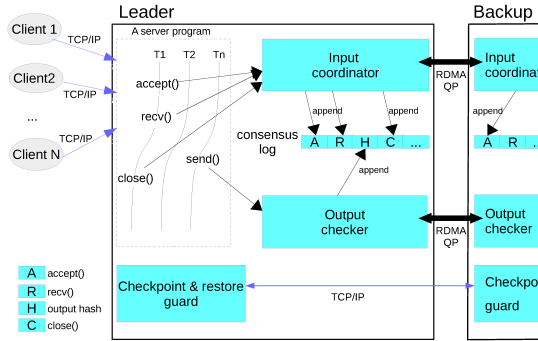 Leader
Backup
Client 1
TCP/IP
A server program
T1 T2 Tn
Input
coordinator
Input
RDMA
QP
Client2
TCP/IP
accept()
recv()
append
append
append
...
consensus
log
A R H C ...
A R
TCP/IP
Client N
send()
append
close()
Output
checker
RDMA
QP
Output
checker
A accept()
R recv()
H output hash
C close()
Checkpoint & restore
guard
TCP/IP
guard